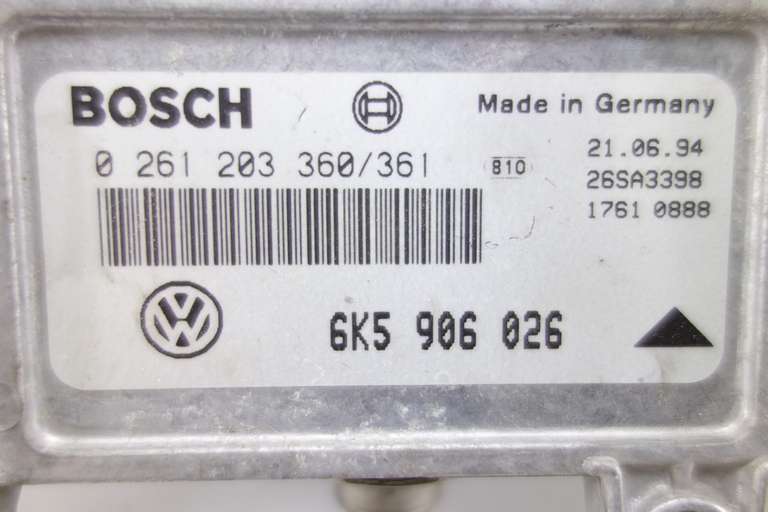 BOSCH
Made in Germany
0 261 203 360/361
810
21.06.94
26SA3398
1761 0888
VW
6K5 906 026